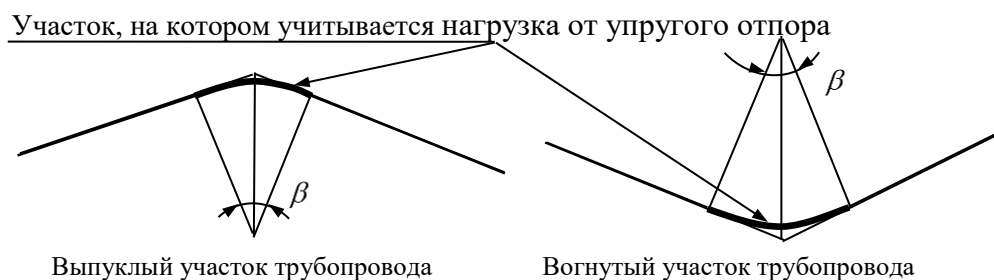 Участок, на котором учитывается нагрузка от упругого отпора
β
β
Выпуклый участок трубопровода
Вогнутый участок трубопровода